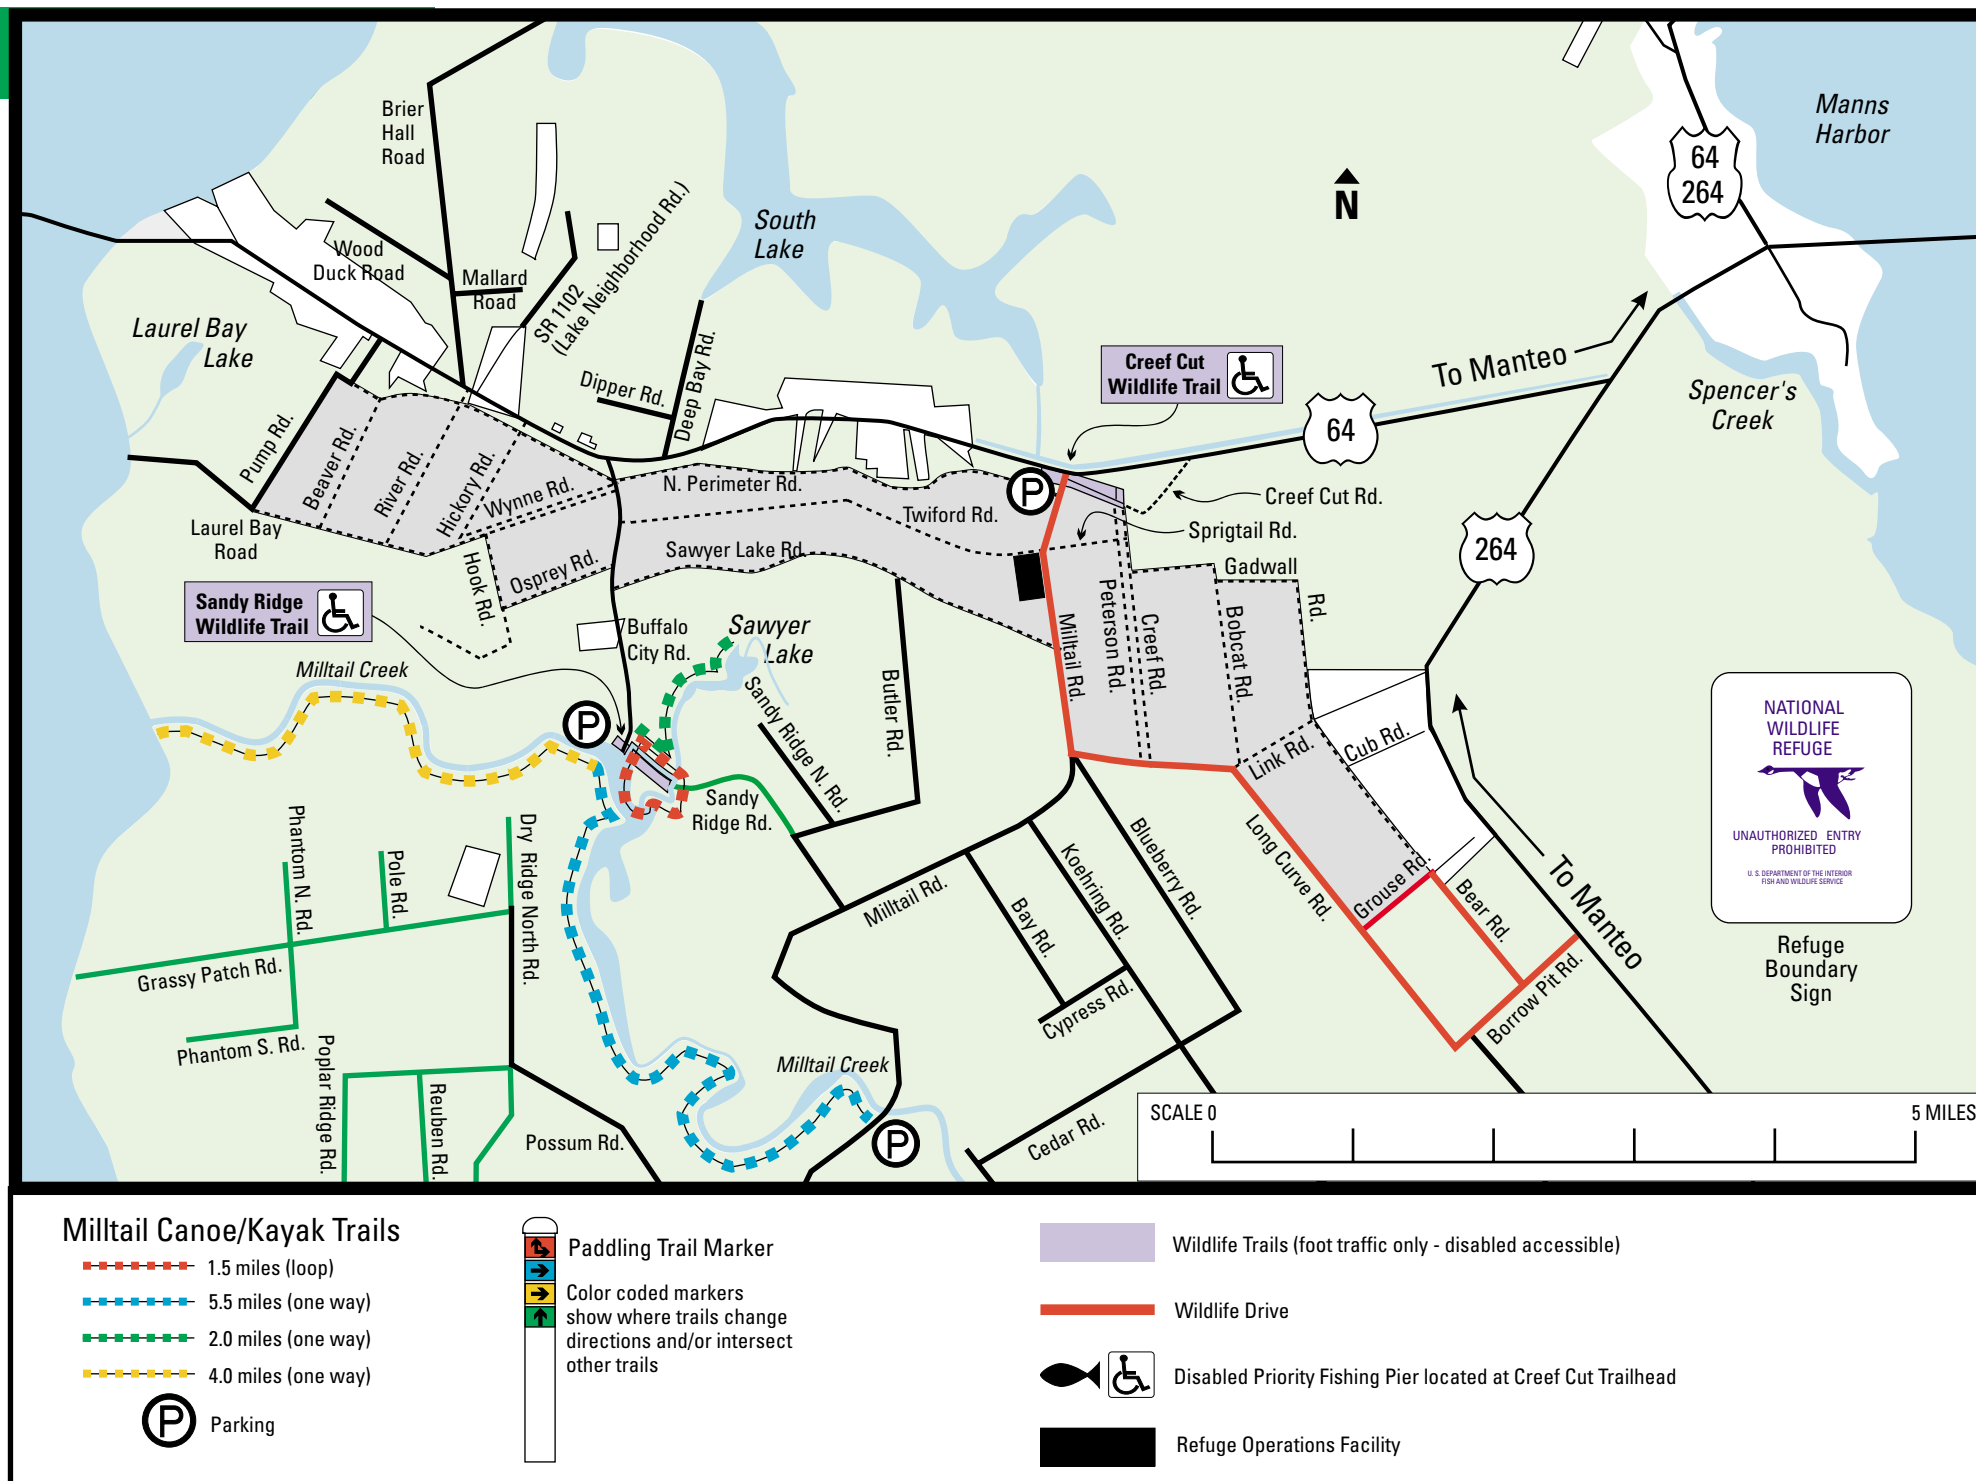 Brier
Hall
Road
Manns
Harbor
64
264
N
South
Lake
Wood
Duck Road
Mallard
Road
SR 1102
(Lake Neighborhood Rd.)
Laurel Bay
Lake
Dipper Rd.
Deep Bay Rd.
Creef Cut
Wildlife Trail
To Manteo
64
Spencer's
Creek
Pump Rd.
Beaver Rd.
River Rd.
Hickory Rd.
Wynne Rd.
N. Perimeter Rd.
P
Creef Cut Rd.
Twiford Rd.
Sprigtail Rd.
264
Laurel Bay
Road
Hook Rd.
Osprey Rd.
Sawyer Lake Rd.
Gadwall
Rd.
Sandy Ridge
Wildlife Trail
Buffalo
City Rd.
Sawyer
Lake
Milltail Rd.
Peterson Rd.
Creef Rd.
Bobcat Rd.
Milltail Creek
Sandy Ridge N. Rd.
Butler Rd.
P
Link Rd.
Cub Rd.
NATIONAL
WILDLIFE
REFUGE
UNAUTHORIZED ENTRY
PROHIBITED
U. S. DEPARTMENT OF THE INTERIOR
FISH AND WILDLIFE SERVICE
Refuge
Boundary
Sign
Sandy
Ridge Rd.
Phantom N. Rd.
Pole Rd.
Dry Ridge North Rd.
Milltail Rd.
Bay Rd.
Koehring Rd.
Blueberry Rd.
Long Curve Rd.
Grouse Rd.
Bear Rd.
To Manteo
Grassy Patch Rd.
Cypress Rd.
Borrow Pit Rd.
Phantom S. Rd.
Poplar Ridge Rd.
Reuben Rd.
Milltail Creek
Possum Rd.
P
Cedar Rd.
SCALE 0
5 MILES
Milltail Canoe/Kayak Trails
1.5 miles (loop)
5.5 miles (one way)
2.0 miles (one way)
4.0 miles (one way)
P Parking
Paddling Trail Marker
Color coded markers
show where trails change
directions and/or intersect
other trails
Wildlife Trails (foot traffic only - disabled accessible)
Wildlife Drive
Disabled Priority Fishing Pier located at Creef Cut Trailhead
Refuge Operations Facility